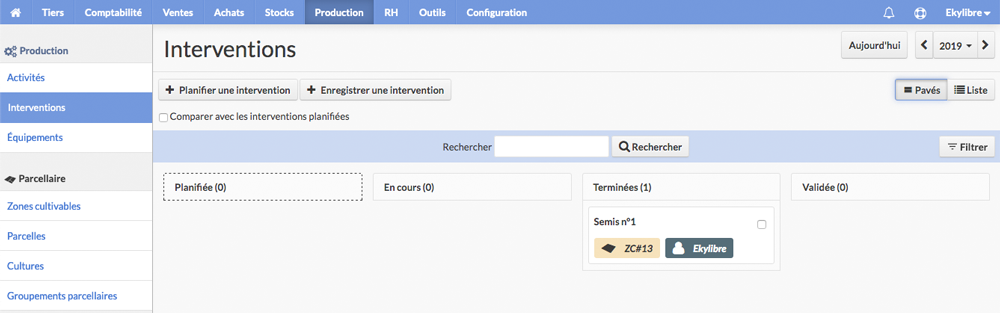 Tiers Comptabilité Ventes Achats Stocks Production RH Outils Configuration Ekylibre
Production
Activités
Interventions
Équipements
Parcellaire
Zones cultivables
Parcelles
Cultures
Groupements parcellaires
Interventions
Aujourd'hui 2019
Planifier une intervention Enregistrer une intervention Pavés Liste
Comparer avec les interventions planifiées
Rechercher Rechercher Filtrer
Planifiée (0) En cours (0) Terminées (1) Validée (0)
Semis n°1
ZC#13 Ekylibre